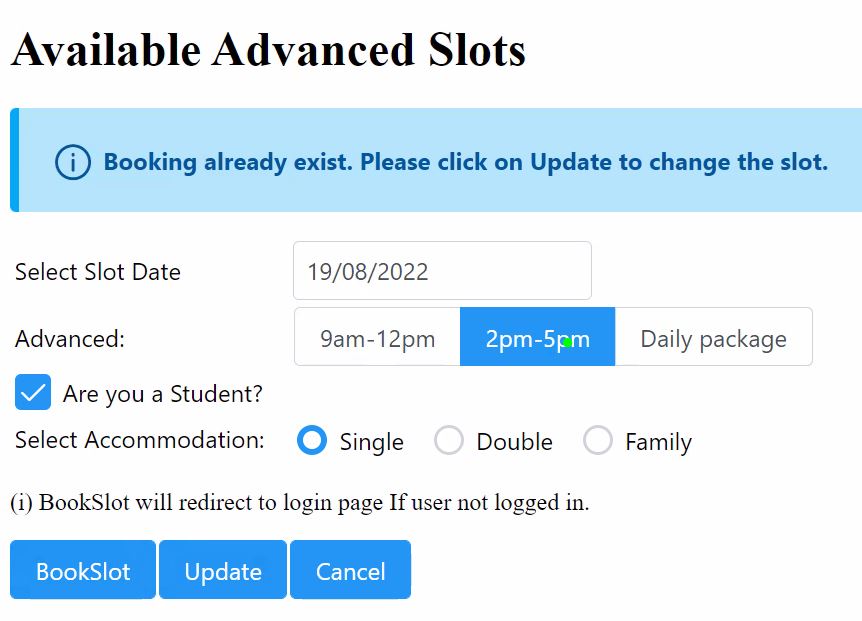 Available Advanced Slots
Booking already exist. Please click on Update to change the slot.
Select Slot Date 19/08/2022
Advanced: 9am-12pm 2pm-5pm Daily package
Are you a Student?
Select Accommodation: Single Double Family
(i) BookSlot will redirect to login page If user not logged in.
BookSlot Update Cancel